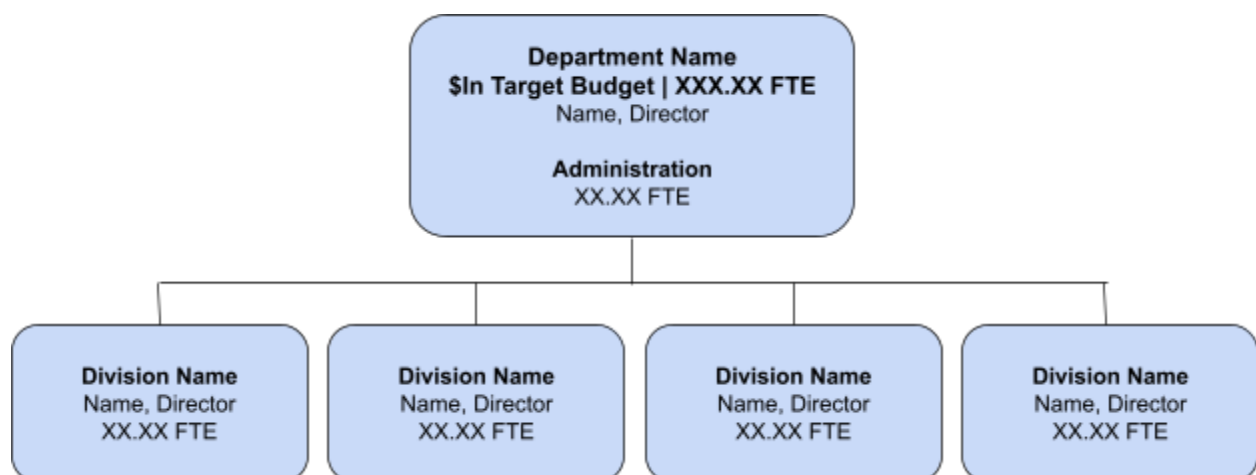 Department Name
$In Target Budget | XXX.XX FTE
Name, Director
Administration
XX.XX FTE
Division Name
Name, Director
XX.XX FTE
Division Name
Name, Director
XX.XX FTE
Division Name
Name, Director
XX.XX FTE
Division Name
Name, Director
XX.XX FTE